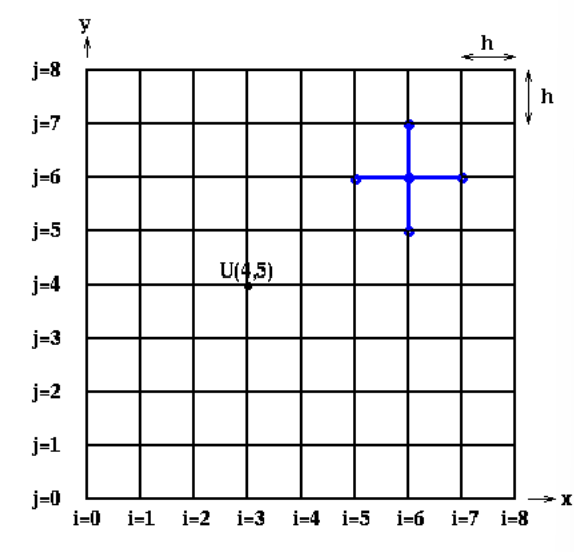 y
h
j=8
h
j=7
j=6
j=5
U(4,5)
j=4
j=3
j=2
j=1
j=0
x
i=0 i=1 i=2 i=3 i=4 i=5 i=6 i=7 i=8